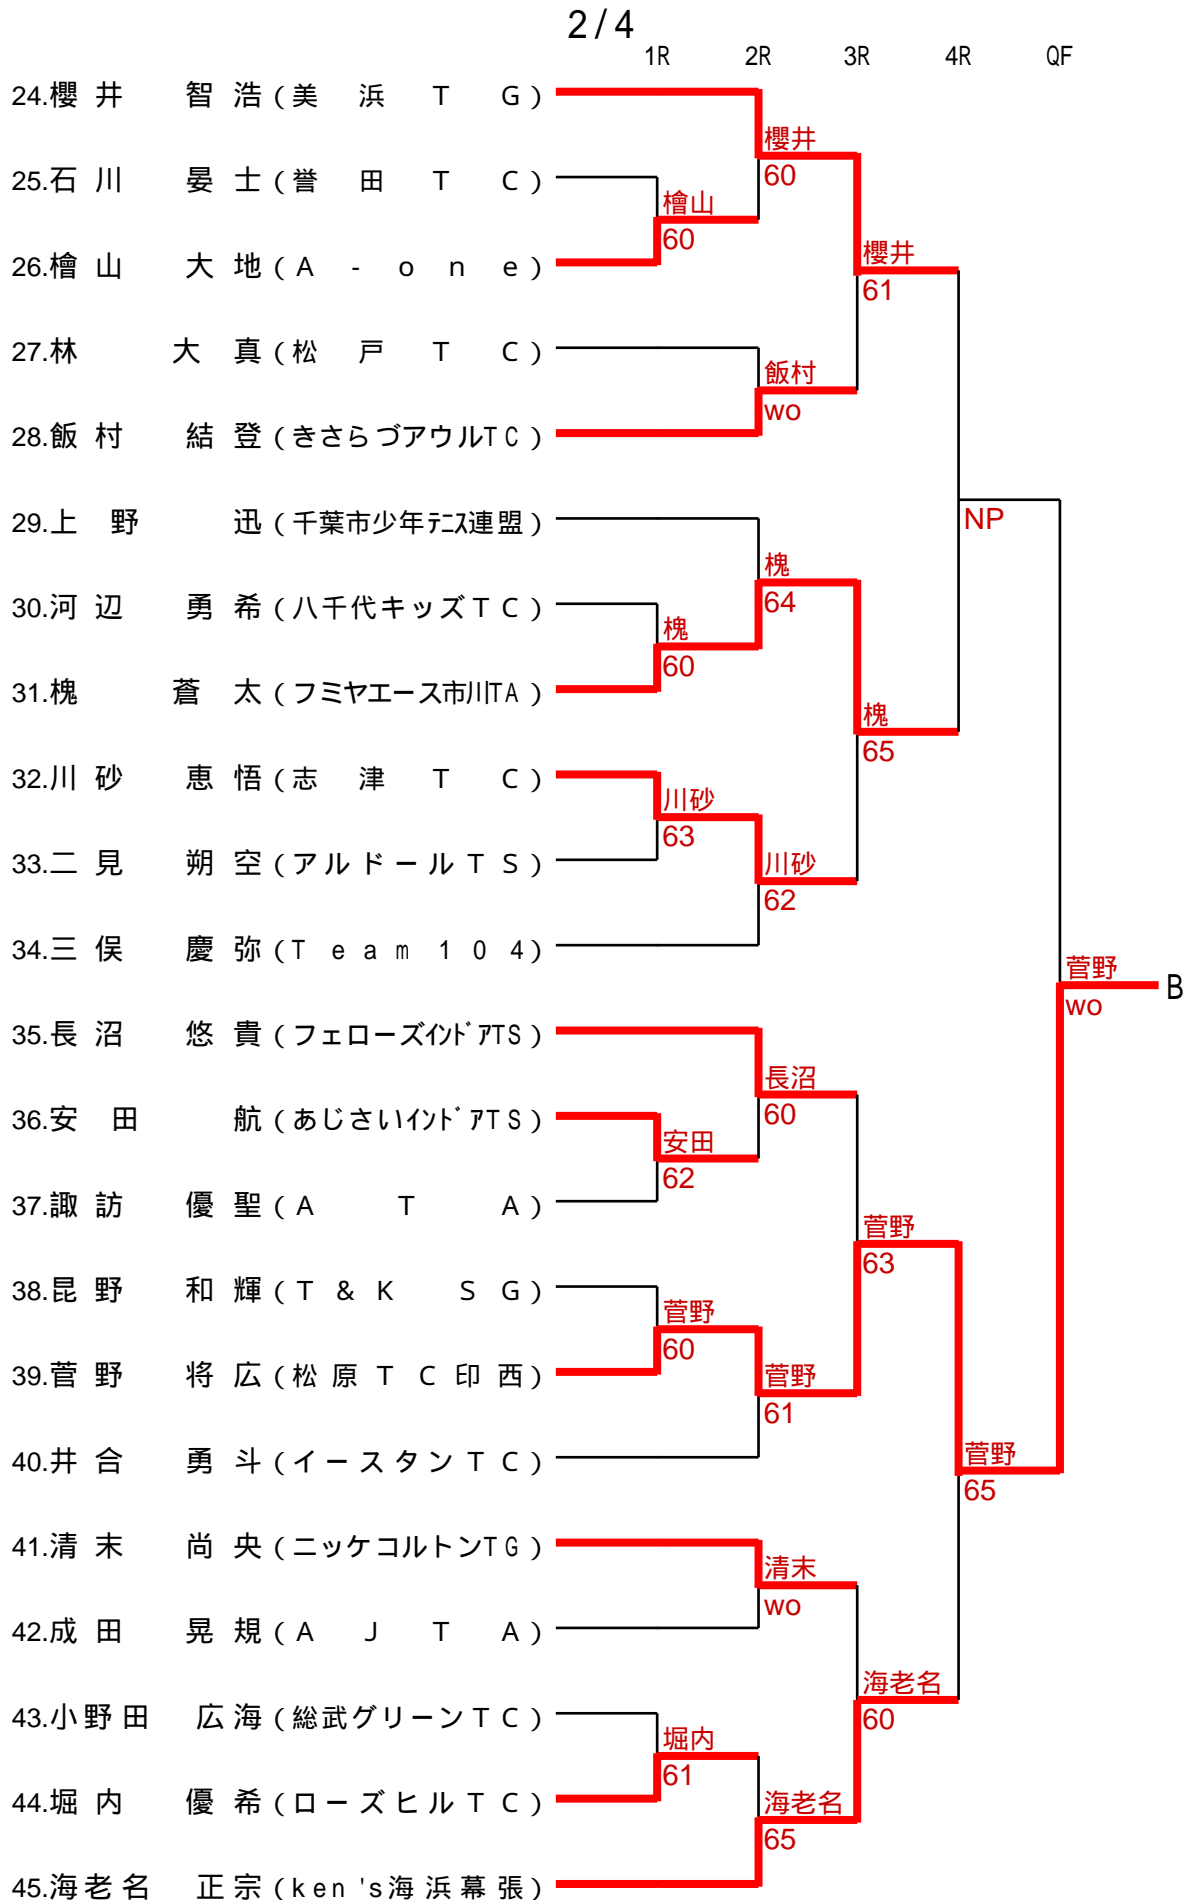 2/4
1R 2R 3R 4R QF
24.櫻井 智浩(美浜TG)
櫻井
60
25.石川 晏士(誉田TC)
檜山
60
26.檜山 大地(A-one)
櫻井
61
27.林 大真(松戸TC)
飯村
wo
28.飯村 結登(きさらづアウルTC)
29.上野 迅(千葉市少年テニス連盟)
NP
槐
64
30.河辺 勇希(八千代キッズTC)
槐
60
31.槐 蒼太(フミヤエース市川TA)
槐
65
32.川砂 恵悟(志津TC)
川砂
63
33.二見 朔空(アルドールTS)
川砂
62
34.三俣 慶弥(Team104)
菅野
wo
B
35.長沼 悠貴(フェローズインドアTS)
長沼
60
36.安田 航(あじさいインドアTS)
安田
62
37.諏訪 優聖(ATA)
菅野
63
38.昆野 和輝(T&K SG)
菅野
60
39.菅野 将広(松原TC印西)
菅野
61
40.井合 勇斗(イースタンTC)
菅野
65
41.清末 尚央(ニッケコルトンTG)
清末
wo
42.成田 晃規(AJTA)
海老名
60
43.小野田 広海(総武グリーンTC)
堀内
61
44.堀内 優希(ローズヒルTC)
海老名
65
45.海老名 正宗(ken's海浜幕張)